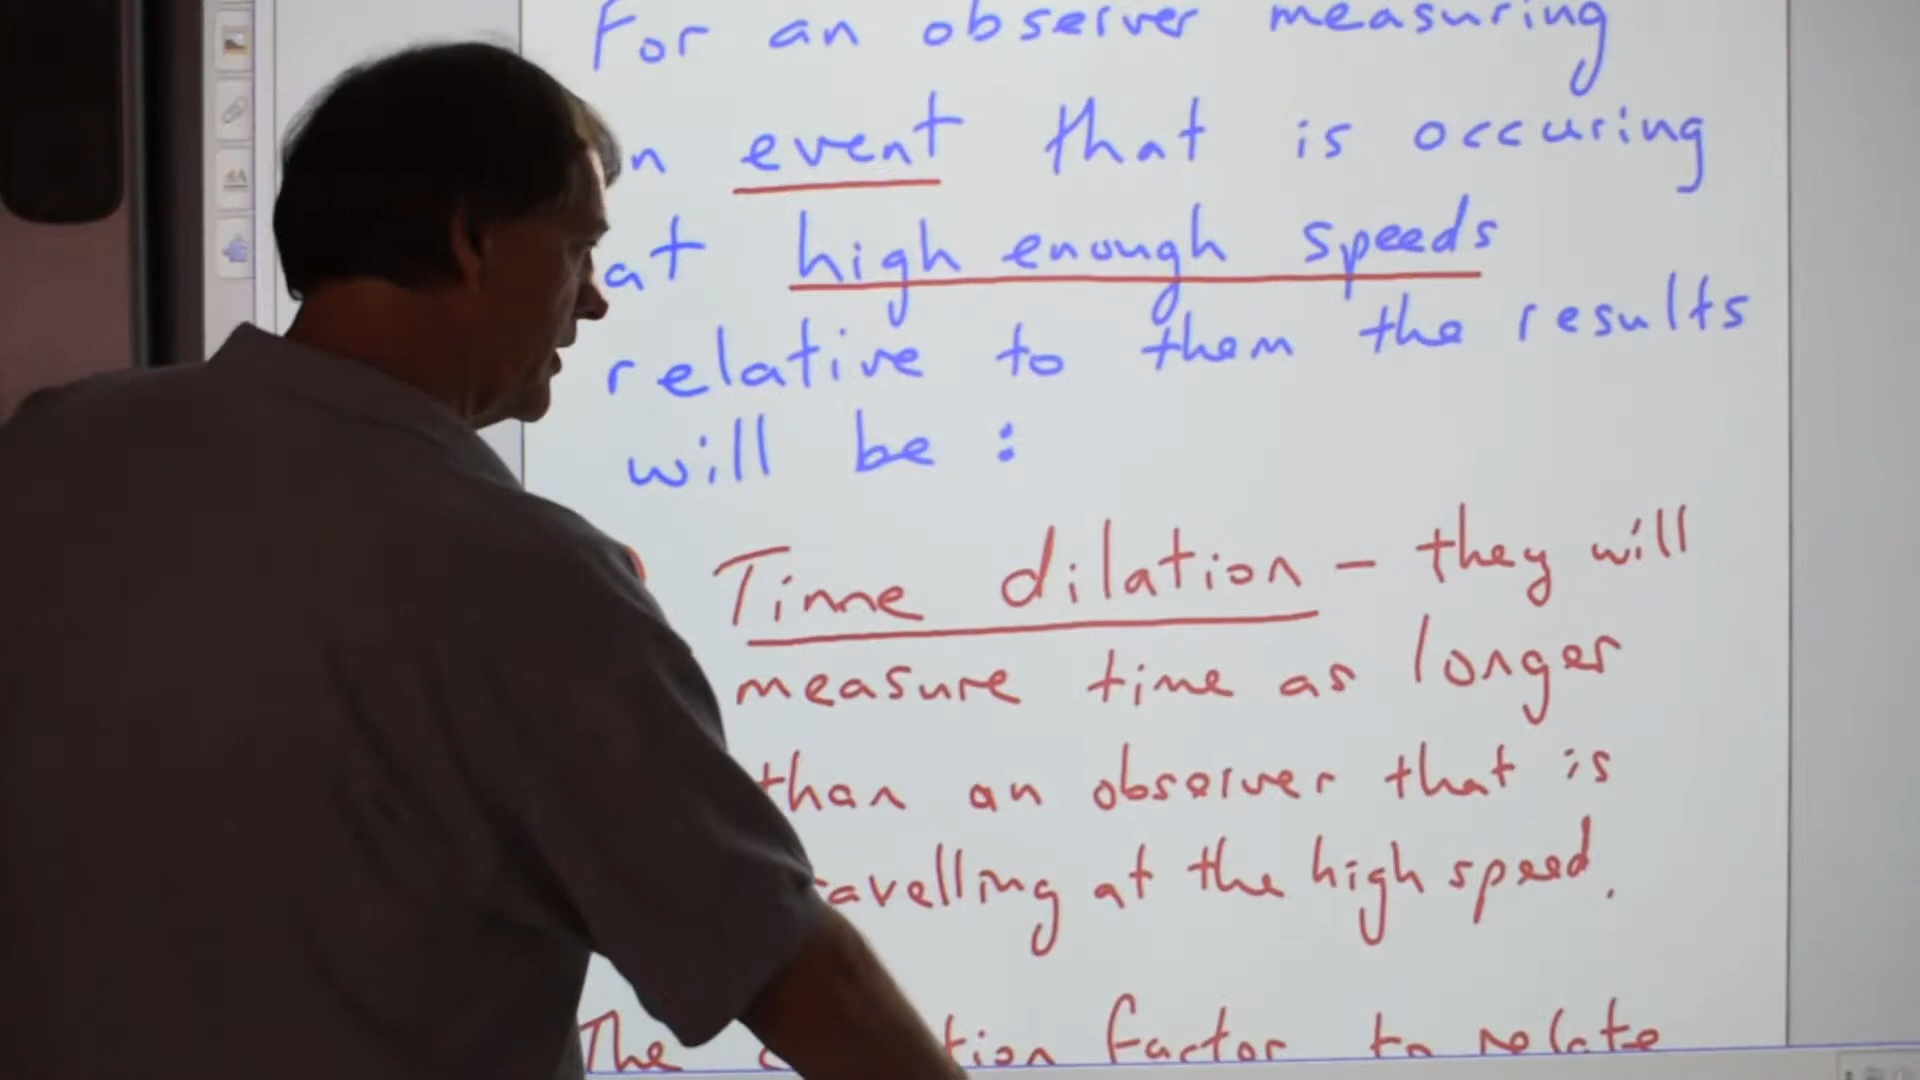 For an observer measuring
n event that is occuring
at high enough speeds
relative to them the results
will be :
Time dilation - they will
measure time as longer
than an observer that is
avelling at the high speed.
The tion factor to relate